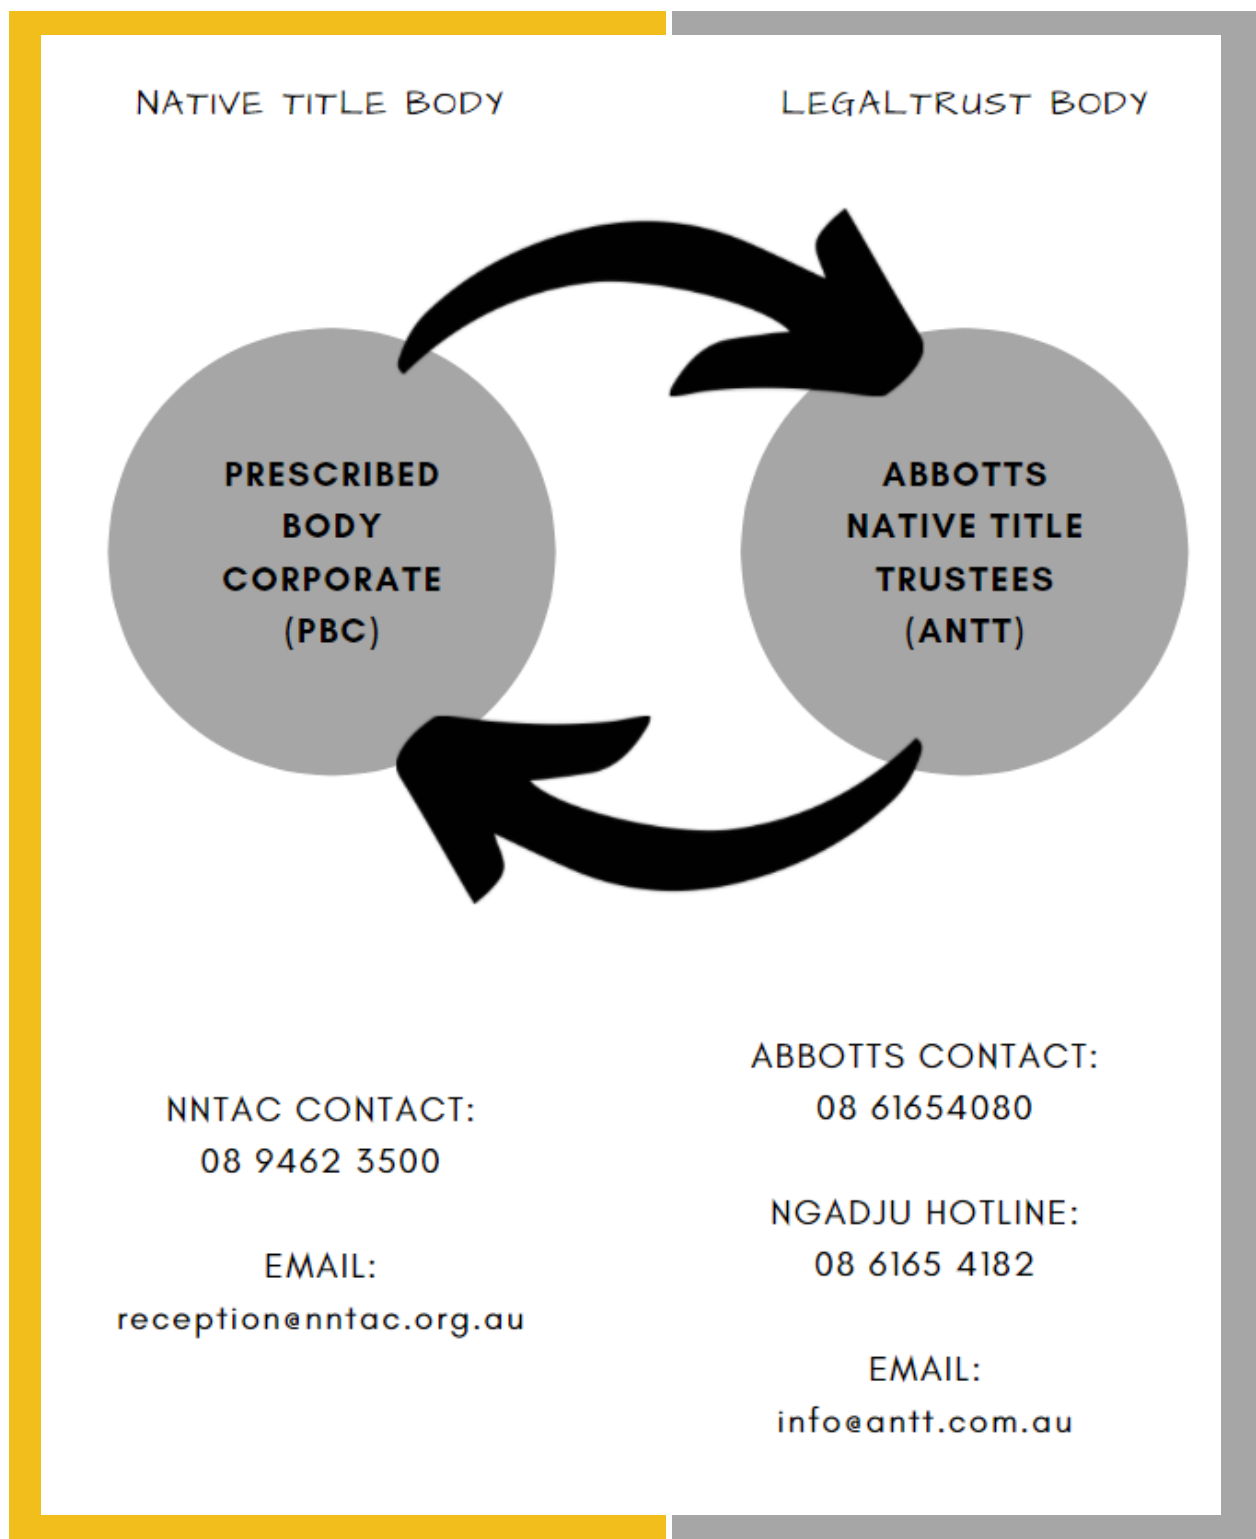 NATIVE TITLE BODY
LEGALTRUST BODY
PRESCRIBED
BODY
CORPORATE
(PBC)
ABBOTTS
NATIVE TITLE
TRUSTEES
(ANTT)
NNTAC CONTACT:
08 9462 3500
EMAIL:
reception@nntac.org.au
ABBOTTS CONTACT:
08 61654080
NGADJU HOTLINE:
08 6165 4182
EMAIL:
info@antt.com.au